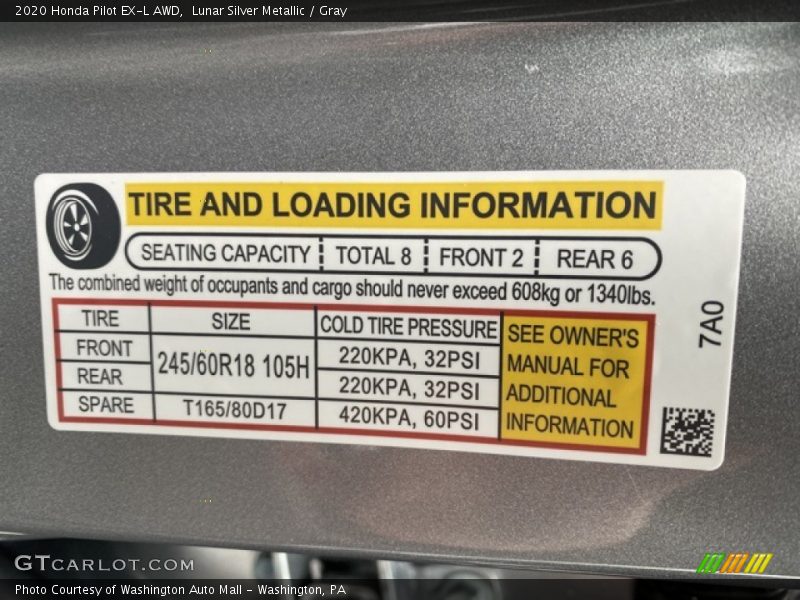 2020 Honda Pilot EX-L AWD,  Lunar Silver Metallic / Gray
TIRE AND LOADING INFORMATION
SEATING CAPACITY TOTAL 8 FRONT 2 REAR 6
The combined weight of occupants and cargo should never exceed 608kg or 1340lbs.
TIRE SIZE COLD TIRE PRESSURE
FRONT 245/60R18 105H 220KPA, 32PSI
REAR 220KPA, 32PSI
SPARE T165/80D17 420KPA, 60PSI
SEE OWNER'S
MANUAL FOR
ADDITIONAL
INFORMATION
7A0
GTCARLOT.COM
Photo Courtesy of Washington Auto Mall - Washington, PA